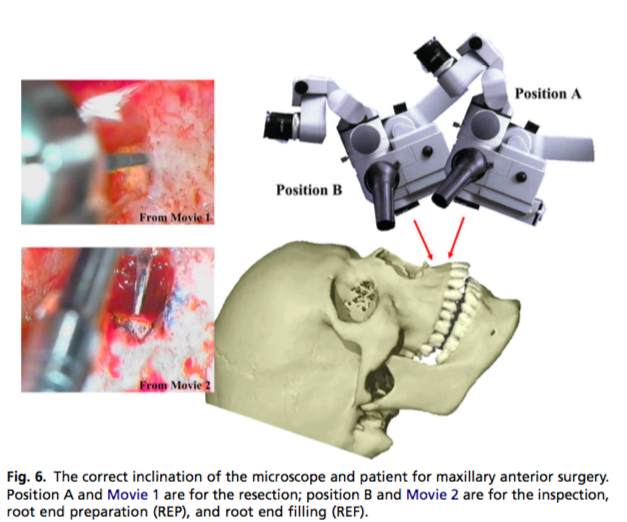 Position A
Position B
From Movie 1
From Movie 2
Fig. 6. The correct inclination of the microscope and patient for maxillary anterior surgery.
Position A and Movie 1 are for the resection; position B and Movie 2 are for the inspection,
root end preparation (REP), and root end filling (REF).